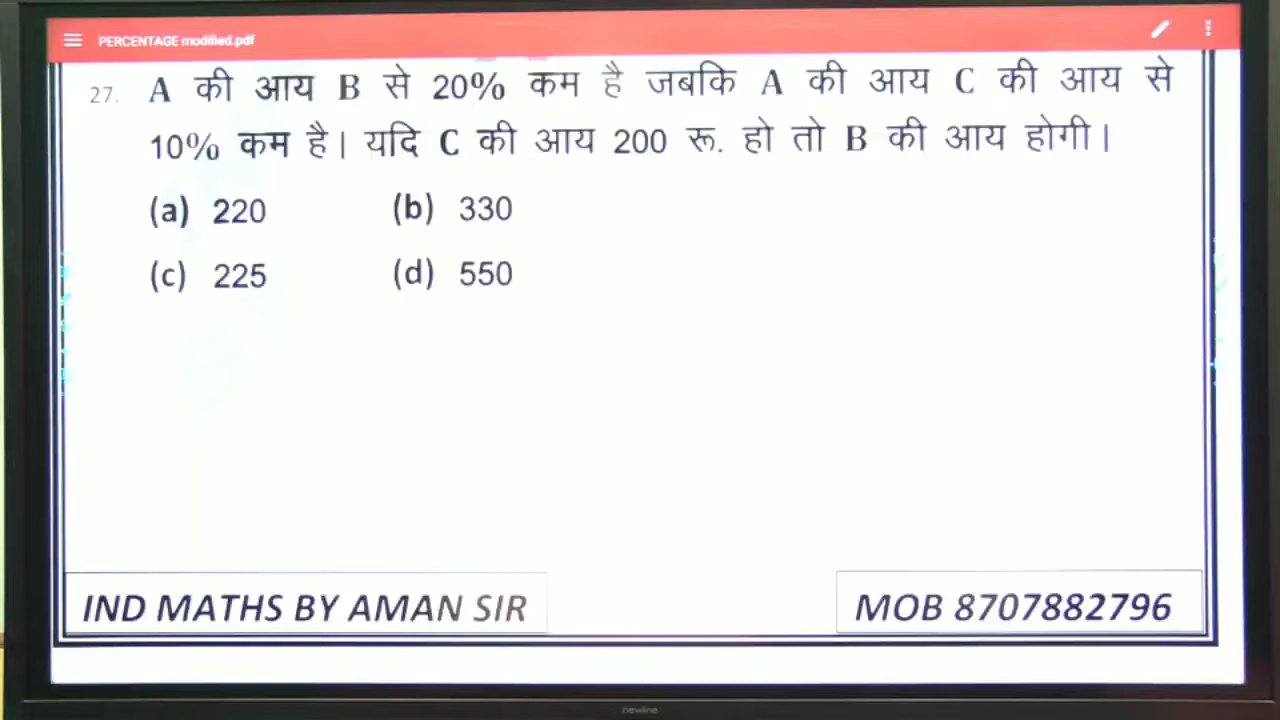 PERCENTAGE modified.pdf
27. A की आय B से 20% कम है जबकि A की आय C की आय से
10% कम है। यदि C की आय 200 रू. हो तो B की आय होगी।
(a) 220 (b) 330
(c) 225 (d) 550
IND MATHS BY AMAN SIR
MOB 8707882796
newline